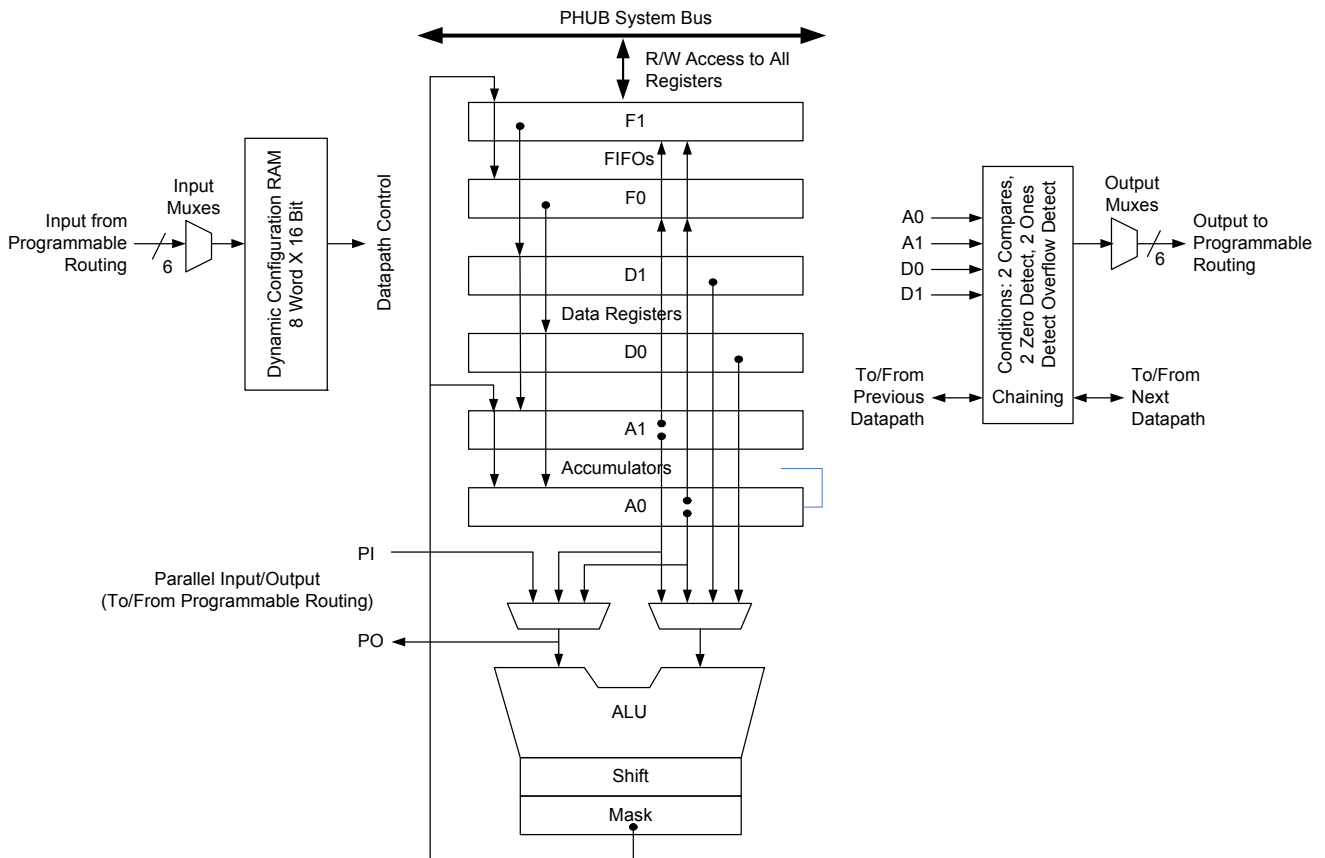 PHUB System Bus
R/W Access to All
Registers
F1
FIFOs
F0
D1
Data Registers
D0
A1
Accumulators
A0
Input from
Programmable
Routing
6
Input
Muxes
Dynamic Configuration RAM
8 Word X 16 Bit
Datapath Control
A0
A1
D0
D1
Conditions: 2 Compares,
2 Zero Detect, 2 Ones
Detect Overflow Detect
Output
Muxes
6
Output to
Programmable
Routing
To/From
Previous
Datapath
Chaining
To/From
Next
Datapath
PI
Parallel Input/Output
(To/From Programmable Routing)
PO
ALU
Shift
Mask